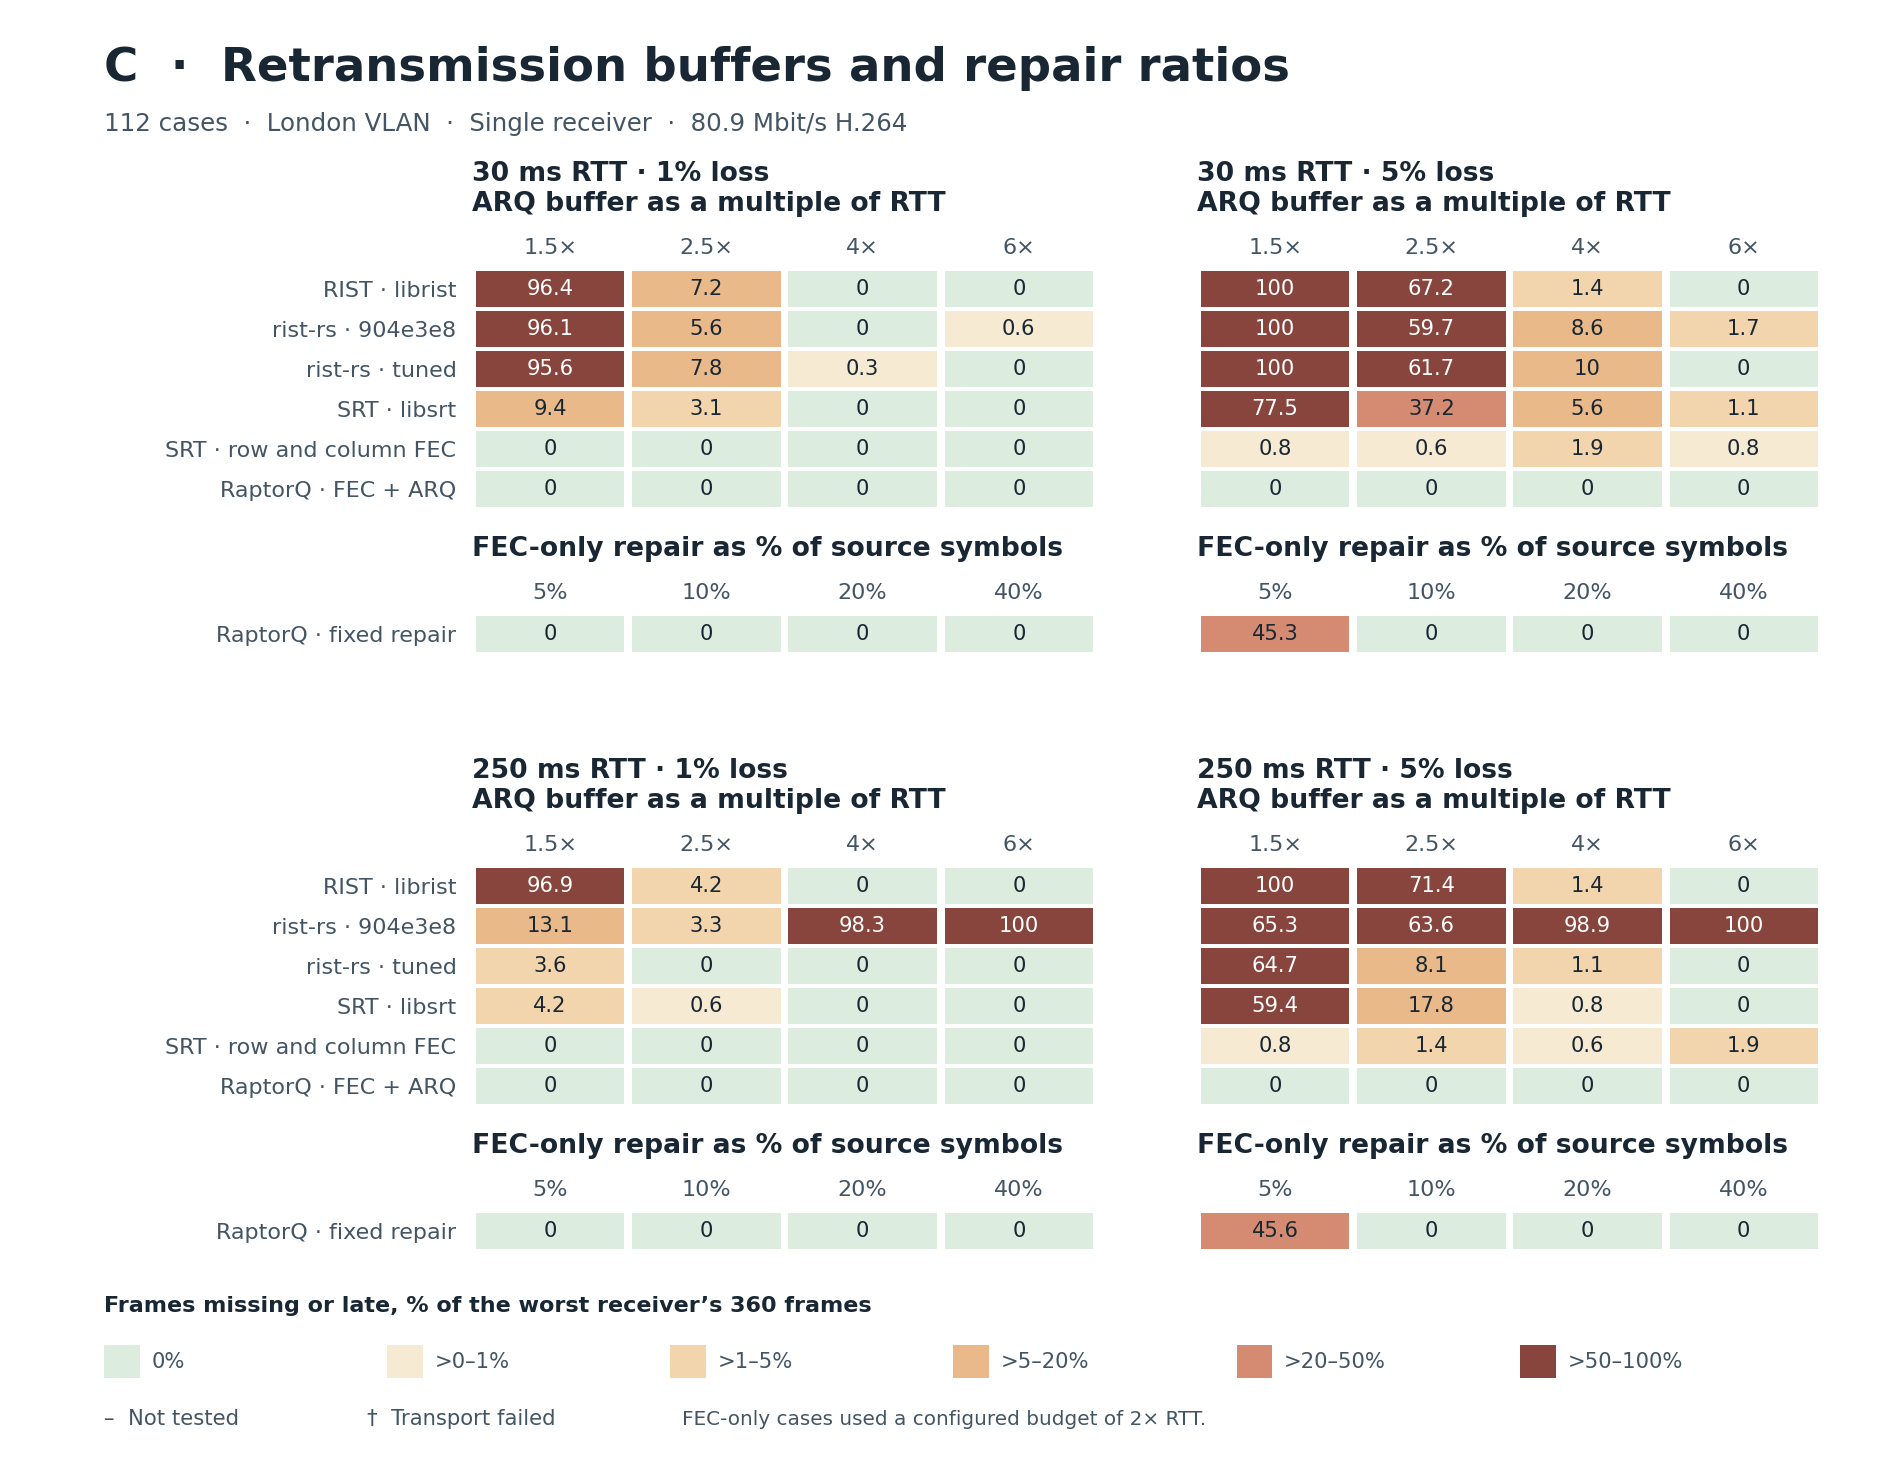 C · Retransmission buffers and repair ratios
112 cases · London VLAN · Single receiver · 80.9 Mbit/s H.264
30 ms RTT · 1% loss
ARQ buffer as a multiple of RTT
1.5× 2.5× 4× 6×
RIST · librist 96.4 7.2 0 0
rist-rs · 904e3e8 96.1 5.6 0 0.6
rist-rs · tuned 95.6 7.8 0.3 0
SRT · libsrt 9.4 3.1 0 0
SRT · row and column FEC 0 0 0 0
RaptorQ · FEC + ARQ 0 0 0 0
FEC-only repair as % of source symbols
5% 10% 20% 40%
RaptorQ · fixed repair 0 0 0 0
30 ms RTT · 5% loss
ARQ buffer as a multiple of RTT
1.5× 2.5× 4× 6×
100 67.2 1.4 0
100 59.7 8.6 1.7
100 61.7 10 0
77.5 37.2 5.6 1.1
0.8 0.6 1.9 0.8
0 0 0 0
FEC-only repair as % of source symbols
5% 10% 20% 40%
45.3 0 0 0
250 ms RTT · 1% loss
ARQ buffer as a multiple of RTT
1.5× 2.5× 4× 6×
RIST · librist 96.9 4.2 0 0
rist-rs · 904e3e8 13.1 3.3 98.3 100
rist-rs · tuned 3.6 0 0 0
SRT · libsrt 4.2 0.6 0 0
SRT · row and column FEC 0 0 0 0
RaptorQ · FEC + ARQ 0 0 0 0
FEC-only repair as % of source symbols
5% 10% 20% 40%
RaptorQ · fixed repair 0 0 0 0
250 ms RTT · 5% loss
ARQ buffer as a multiple of RTT
1.5× 2.5× 4× 6×
100 71.4 1.4 0
65.3 63.6 98.9 100
64.7 8.1 1.1 0
59.4 17.8 0.8 0
0.8 1.4 0.6 1.9
0 0 0 0
FEC-only repair as % of source symbols
5% 10% 20% 40%
45.6 0 0 0
Frames missing or late, % of the worst receiver’s 360 frames
0% >0–1% >1–5% >5–20% >20–50% >50–100%
– Not tested † Transport failed FEC-only cases used a configured budget of 2× RTT.